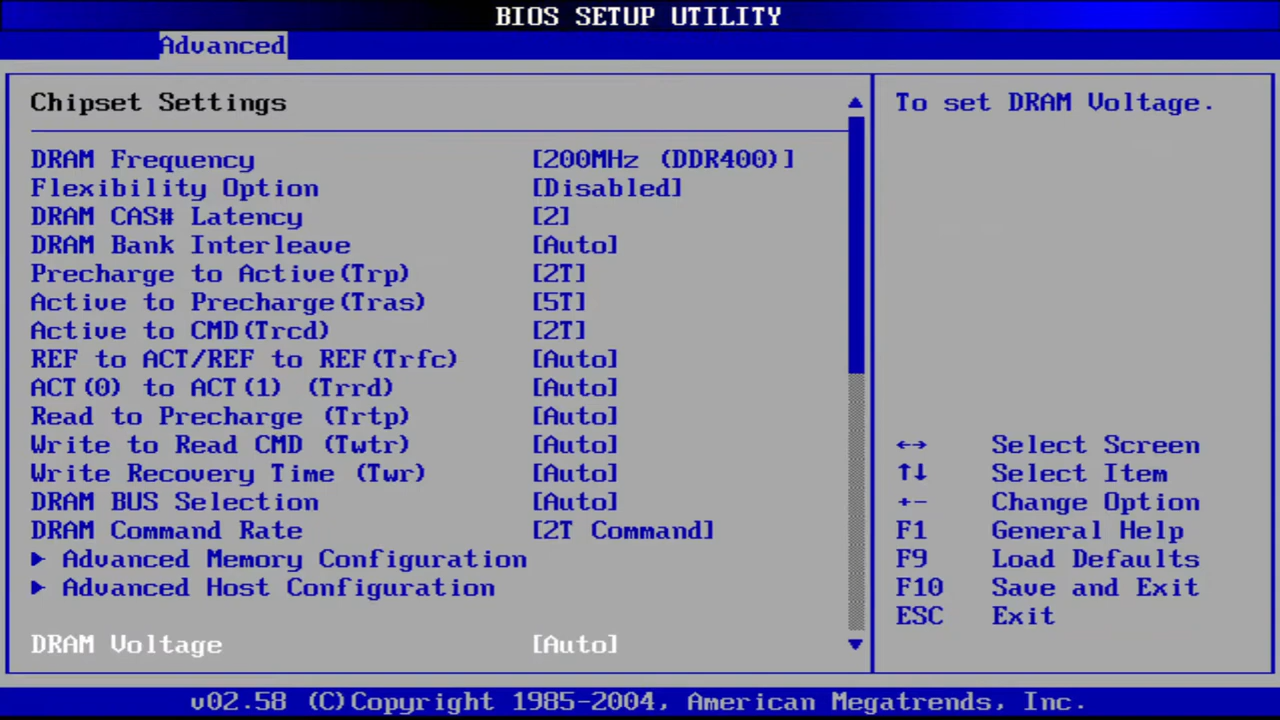 BIOS SETUP UTILITY
Advanced
Chipset Settings
DRAM Frequency [200MHz (DDR400)]
Flexibility Option [Disabled]
DRAM CAS# Latency [2]
DRAM Bank Interleave [Auto]
Precharge to Active(Trp) [2T]
Active to Precharge(Tras) [5T]
Active to CMD(Trcd) [2T]
REF to ACT/REF to REF(Trfc) [Auto]
ACT(0) to ACT(1) (Trrd) [Auto]
Read to Precharge (Trtp) [Auto]
Write to Read CMD (Twtr) [Auto]
Write Recovery Time (Twr) [Auto]
DRAM BUS Selection [Auto]
DRAM Command Rate [2T Command]
Advanced Memory Configuration
Advanced Host Configuration
DRAM Voltage [Auto]
To set DRAM Voltage.
←→ Select Screen
↑↓ Select Item
+- Change Option
F1 General Help
F9 Load Defaults
F10 Save and Exit
ESC Exit
v02.58 (C)Copyright 1985-2004, American Megatrends, Inc.